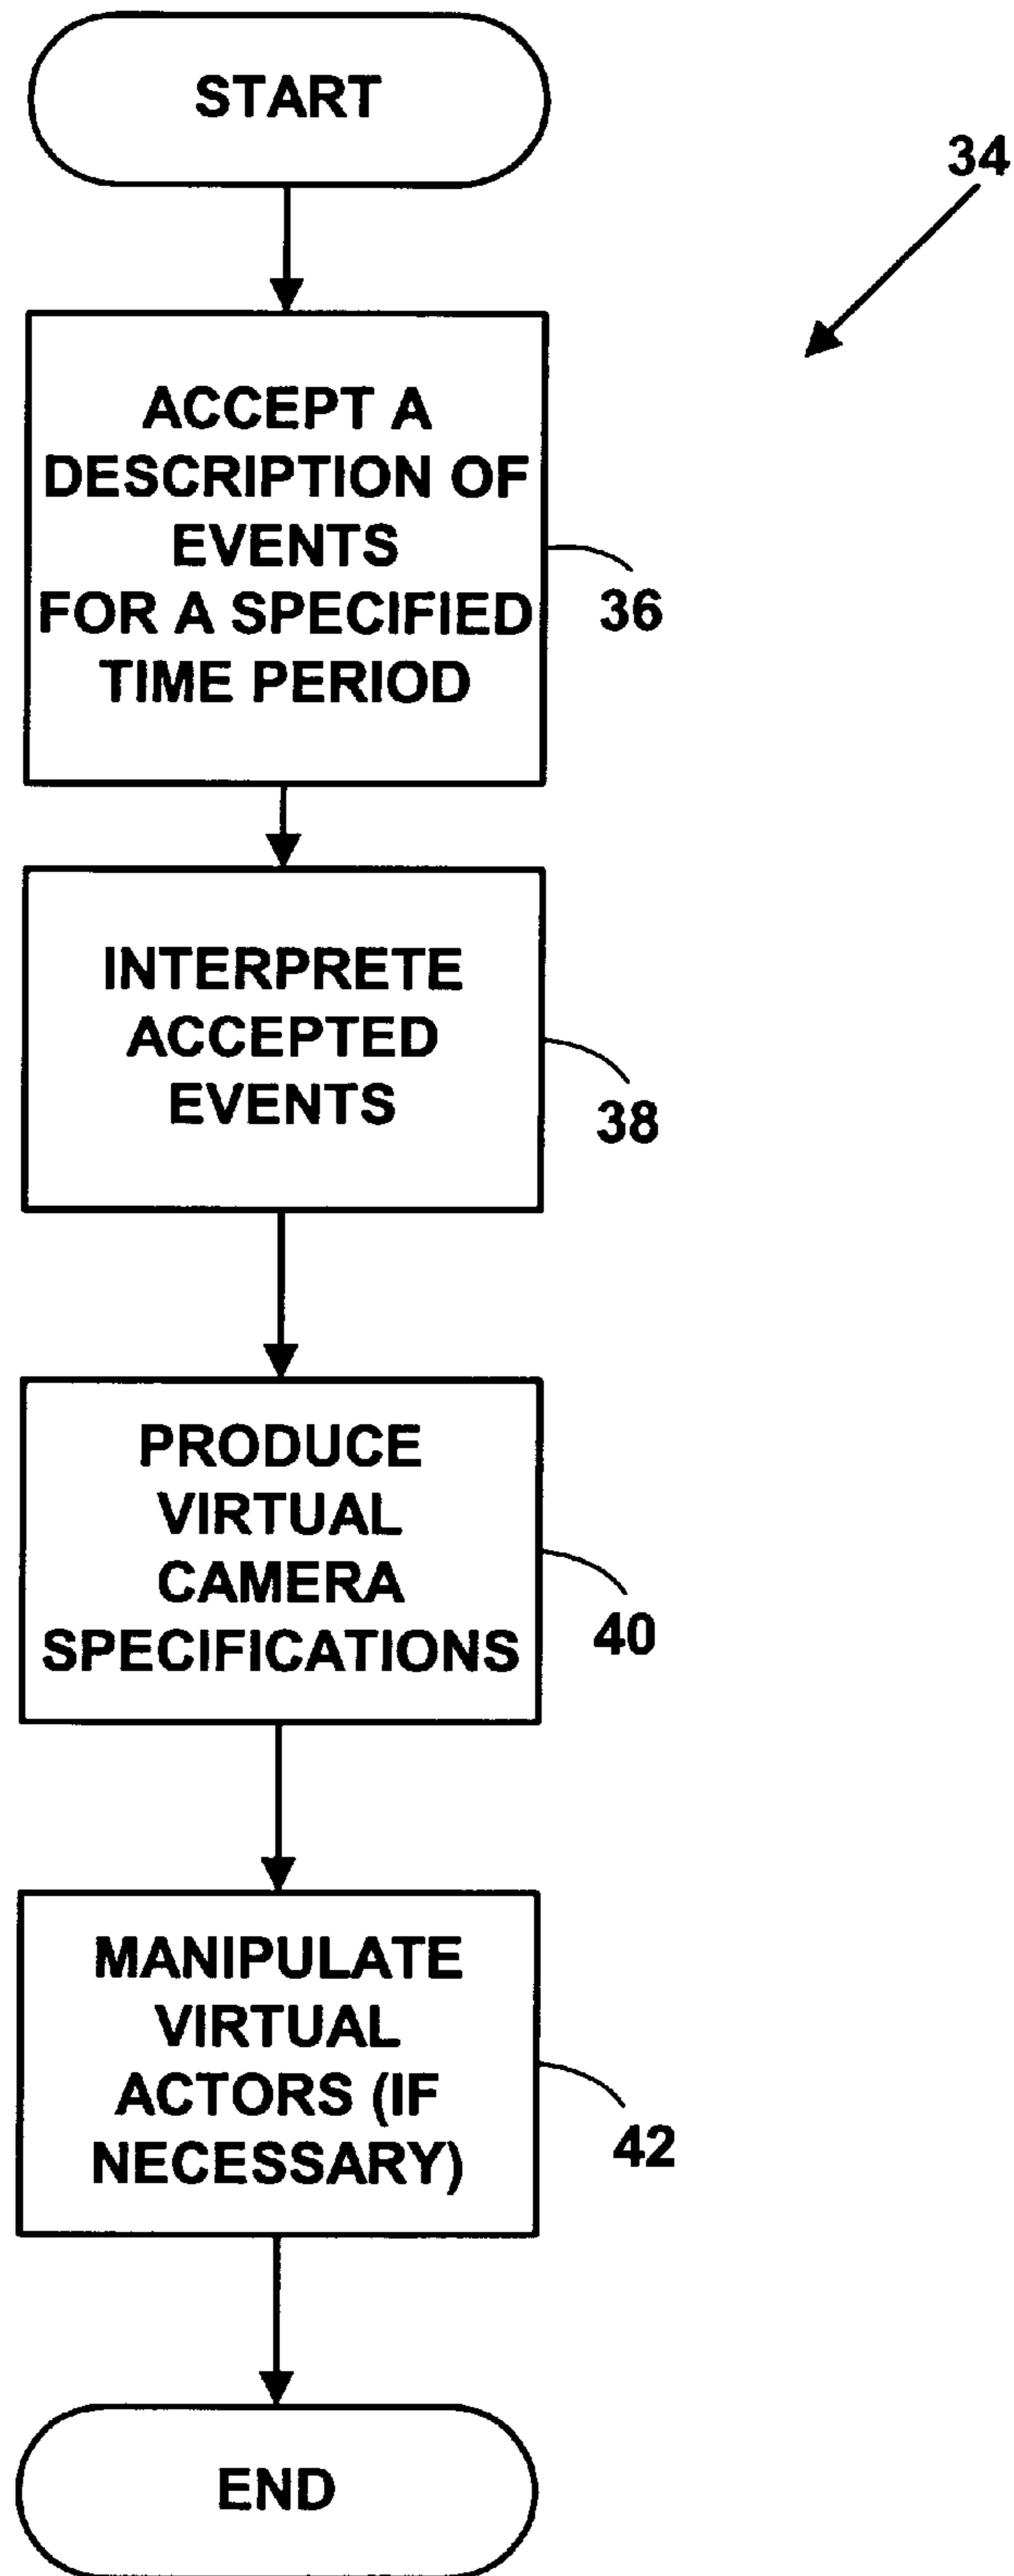 START
34
ACCEPT A
DESCRIPTION OF
EVENTS
FOR A SPECIFIED
TIME PERIOD
36
INTERPRETE
ACCEPTED
EVENTS
38
PRODUCE
VIRTUAL
CAMERA
SPECIFICATIONS
40
MANIPULATE
VIRTUAL
ACTORS (IF
NECESSARY)
42
END